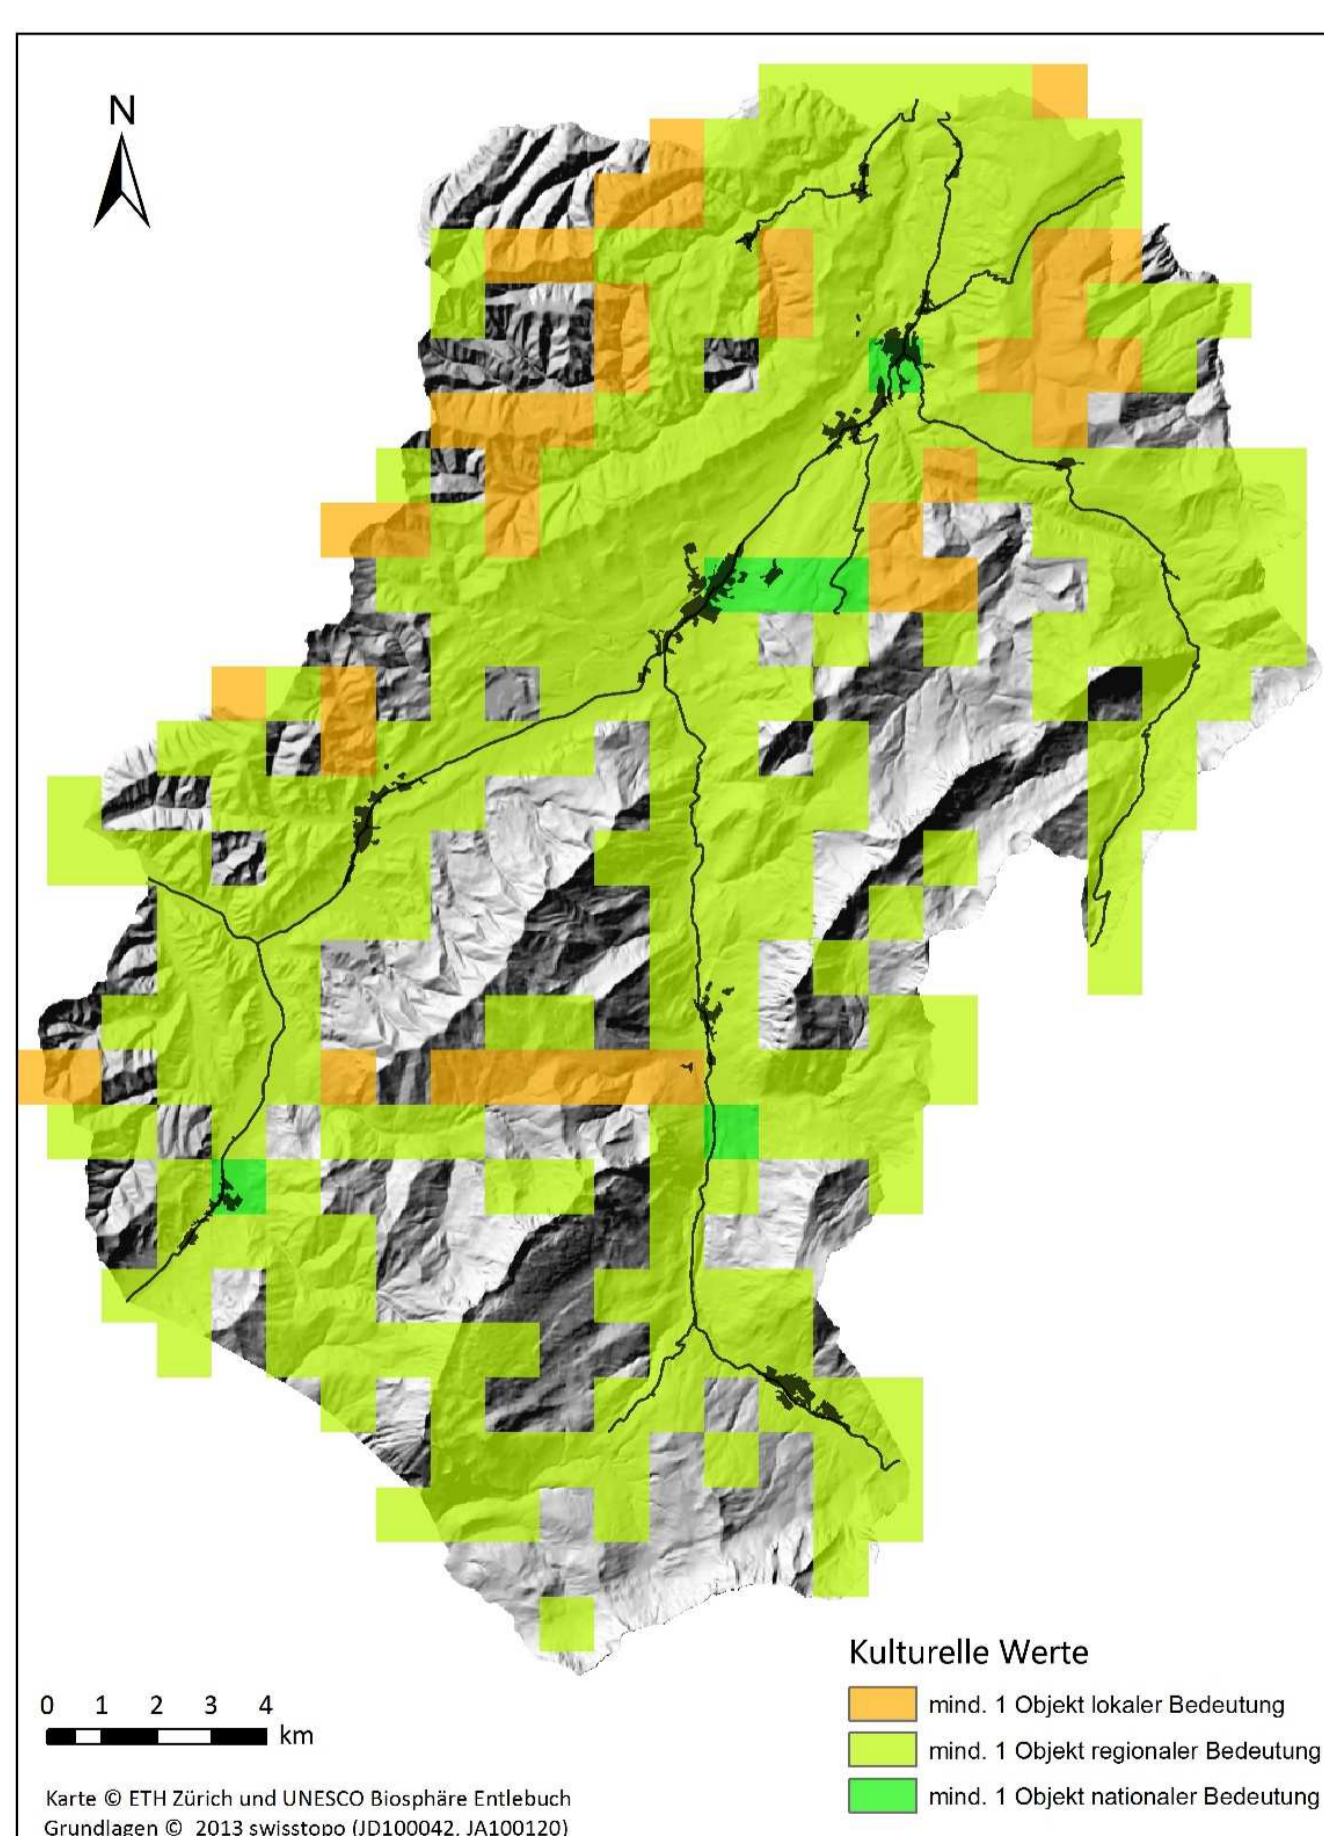 N
Kulturelle Werte
mind. 1 Objekt lokaler Bedeutung
mind. 1 Objekt regionaler Bedeutung
mind. 1 Objekt nationaler Bedeutung
0 1 2 3 4
km
Karte © ETH Zürich und UNESCO Biosphäre Entlebuch
Grundlagen © 2013 swisstopo (JD100042, JA100120)